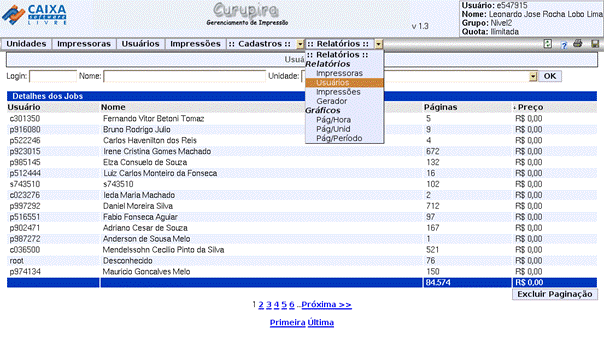 CAIXA
software
LIVRE
Curupira
Gerenciamento de Impressão
v 1.3
Usuário: e547915
Nome: Leonardo Jose Rocha Lobo Lima
Grupo: Nivel2
Quota: Ilimitada
Unidades Impressoras Usuários Impressões :: Cadastros :: :: Relatórios ::
:: Relatórios ::
Relatórios
Impressoras
Usuários
Impressões
Gerador
Gráficos
Pág/Hora
Pág/Unid
Pág/Período
Login: Nome: Unidade: OK
Detalhes dos Jobs
Usuário Nome Páginas Preço
c301350 Fernando Vitor Betoni Tomaz 5 R$ 0,00
p916080 Bruno Rodrigo Julio 9 R$ 0,00
p522246 Carlos Havenilton dos Reis 4 R$ 0,00
p923015 Irene Cristina Gomes Machado 672 R$ 0,00
p985145 Elza Consuelo de Souza 132 R$ 0,00
p512444 Luiz Carlos Monteiro da Fonseca 16 R$ 0,00
s743510 s743510 102 R$ 0,00
c023276 Ieda Maria Machado 2 R$ 0,00
p997292 Daniel Moreira Silva 712 R$ 0,00
p516551 Fabio Fonseca Aguiar 97 R$ 0,00
p902471 Adriano Cesar de Souza 167 R$ 0,00
p987272 Anderson de Sousa Melo 1 R$ 0,00
c036500 Mendelssohn Cecilio Pinto da Silva 521 R$ 0,00
root Desconhecido 76 R$ 0,00
p974134 Mauricio Goncalves Melo 150 R$ 0,00
84.574 R$ 0,00
Excluir Paginação
1 2 3 4 5 6 ..Próxima >>
Primeira Última